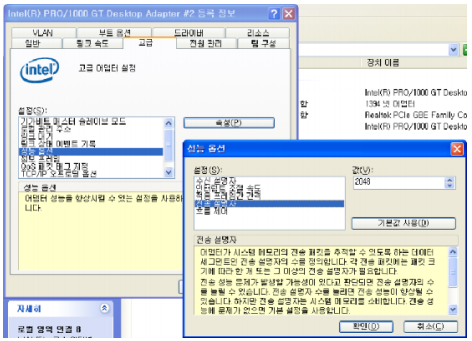 Intel(R) PRO/1000 GT Desktop Adapter #2 등록 정보
VLAN
부트 옵션
드라이버
리소스
일반
링크 속도
고급
전원 관리
팀 구성
intel
고급 어댑터 설정
설정(S):
기가비트 마스터 슬레이브 모드
로컬 관리 주소
링크 상태 이벤트 기록
성능 옵션
점보 프레임
QoS 패킷 태그 지정
TCP/IP 오프로딩 옵션
속성(P)
성능 옵션
어댑터 성능을 향상시킬 수 있는 설정을 사용하
니다.
장치 이름
Intel(R) PRO/1000 GT Deskto
1394 넷 어댑터
Realtek PCIe GBE Family Co
Intel(R) PRO/1000 GT Deskto
성능 옵션
설정(S):
수신 설명자
인터럽트 조절 속도
전송 설명자
흐름 제어
값(V):
2048
기본값 사용(D)
전송 설명자
어댑터가 시스템 메모리의 전송 패킷을 추적할 수 있도록 하는 데이터
세그먼트인 전송 설명자의 수를 정의합니다. 각 전송 패킷에는 패킷 크
기에 따라 한 개 또는 그 이상의 전송 설명자가 필요합니다.
전송 성능 문제가 발생할 가능성이 있다고 판단되면 전송 설명자의 수
를 늘릴 수 있습니다. 전송 설명자 수를 늘리면 전송 성능이 향상될 수
있습니다. 하지만 전송 설명자는 시스템 메모리를 소비합니다. 전송 성
능에 문제가 없으면 기본 설정을 사용합니다.
확인(O)
취소(C)
자세히
로컬 영역 연결 8